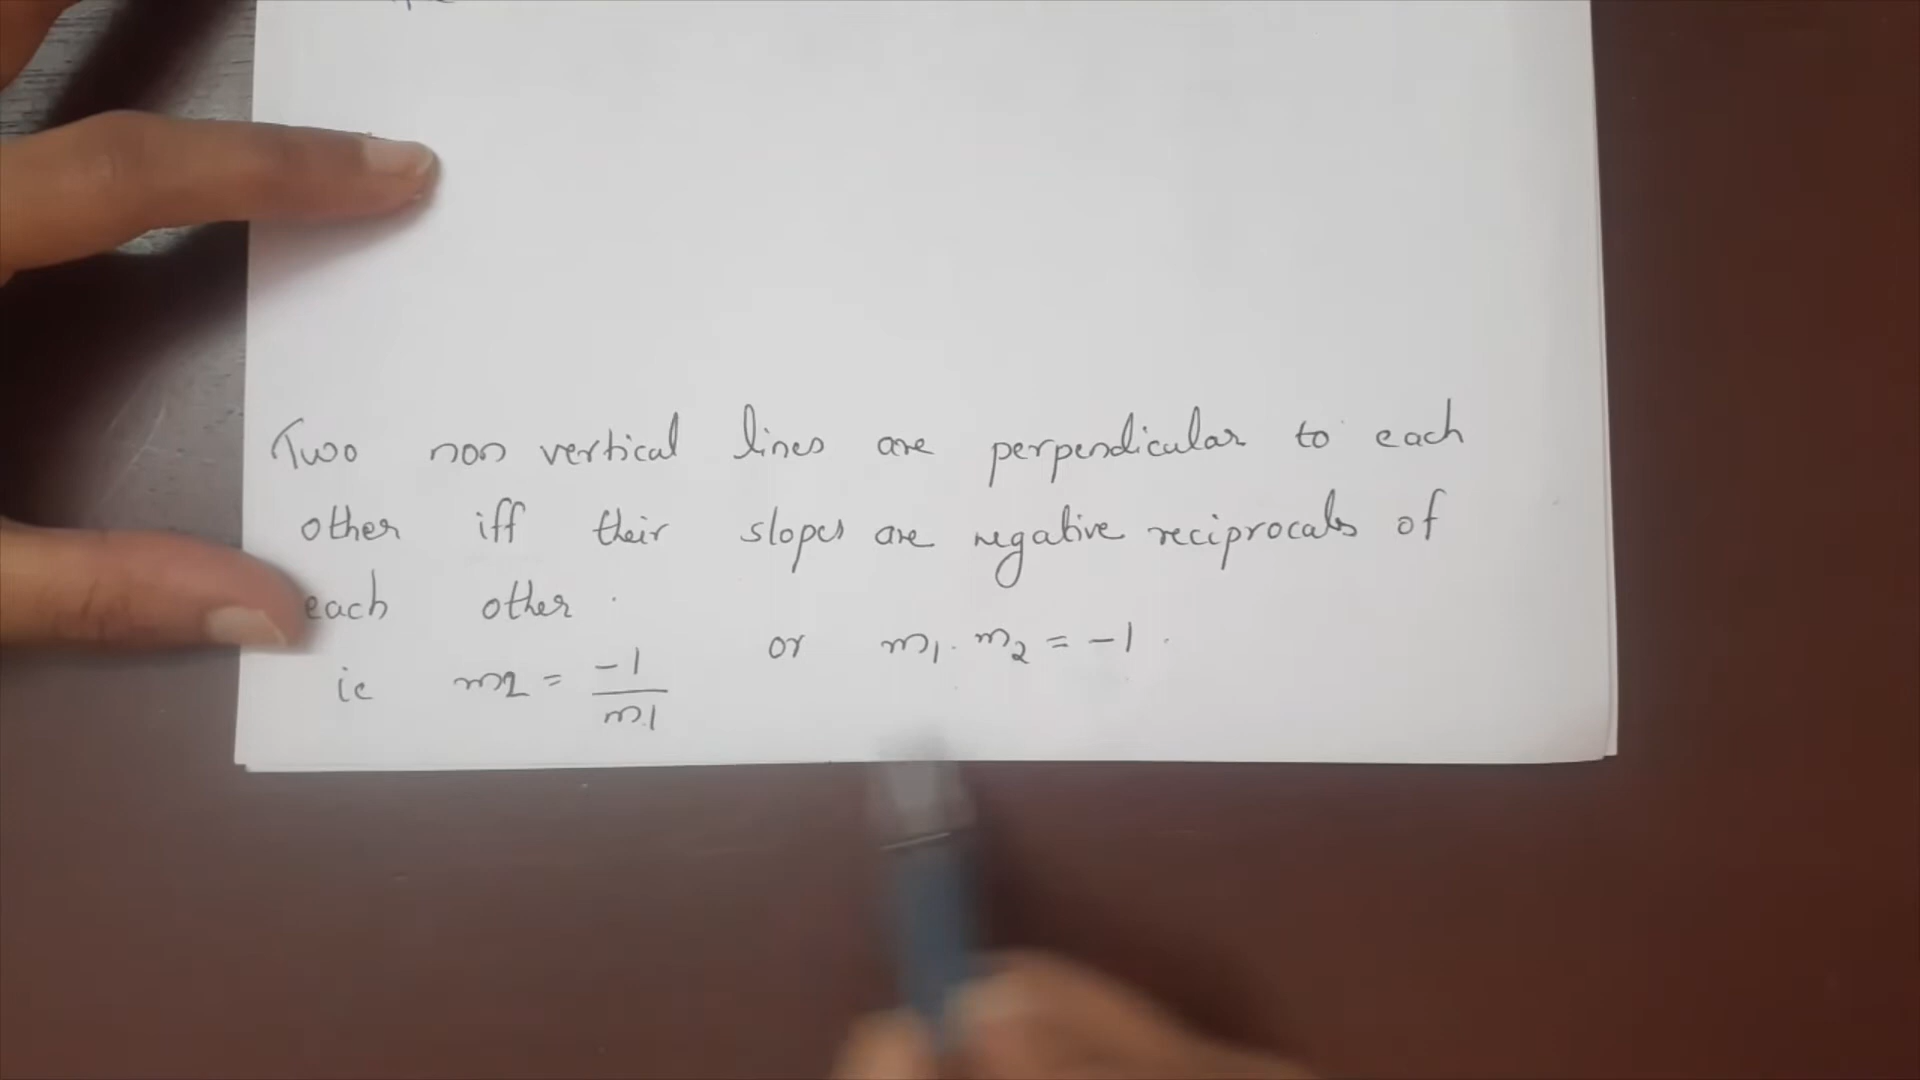 Two non vertical lines are perpendicular to each
other iff their slopes are negative reciprocals of
each other.
ie m2 = -1/m1 or m1 . m2 = -1 .